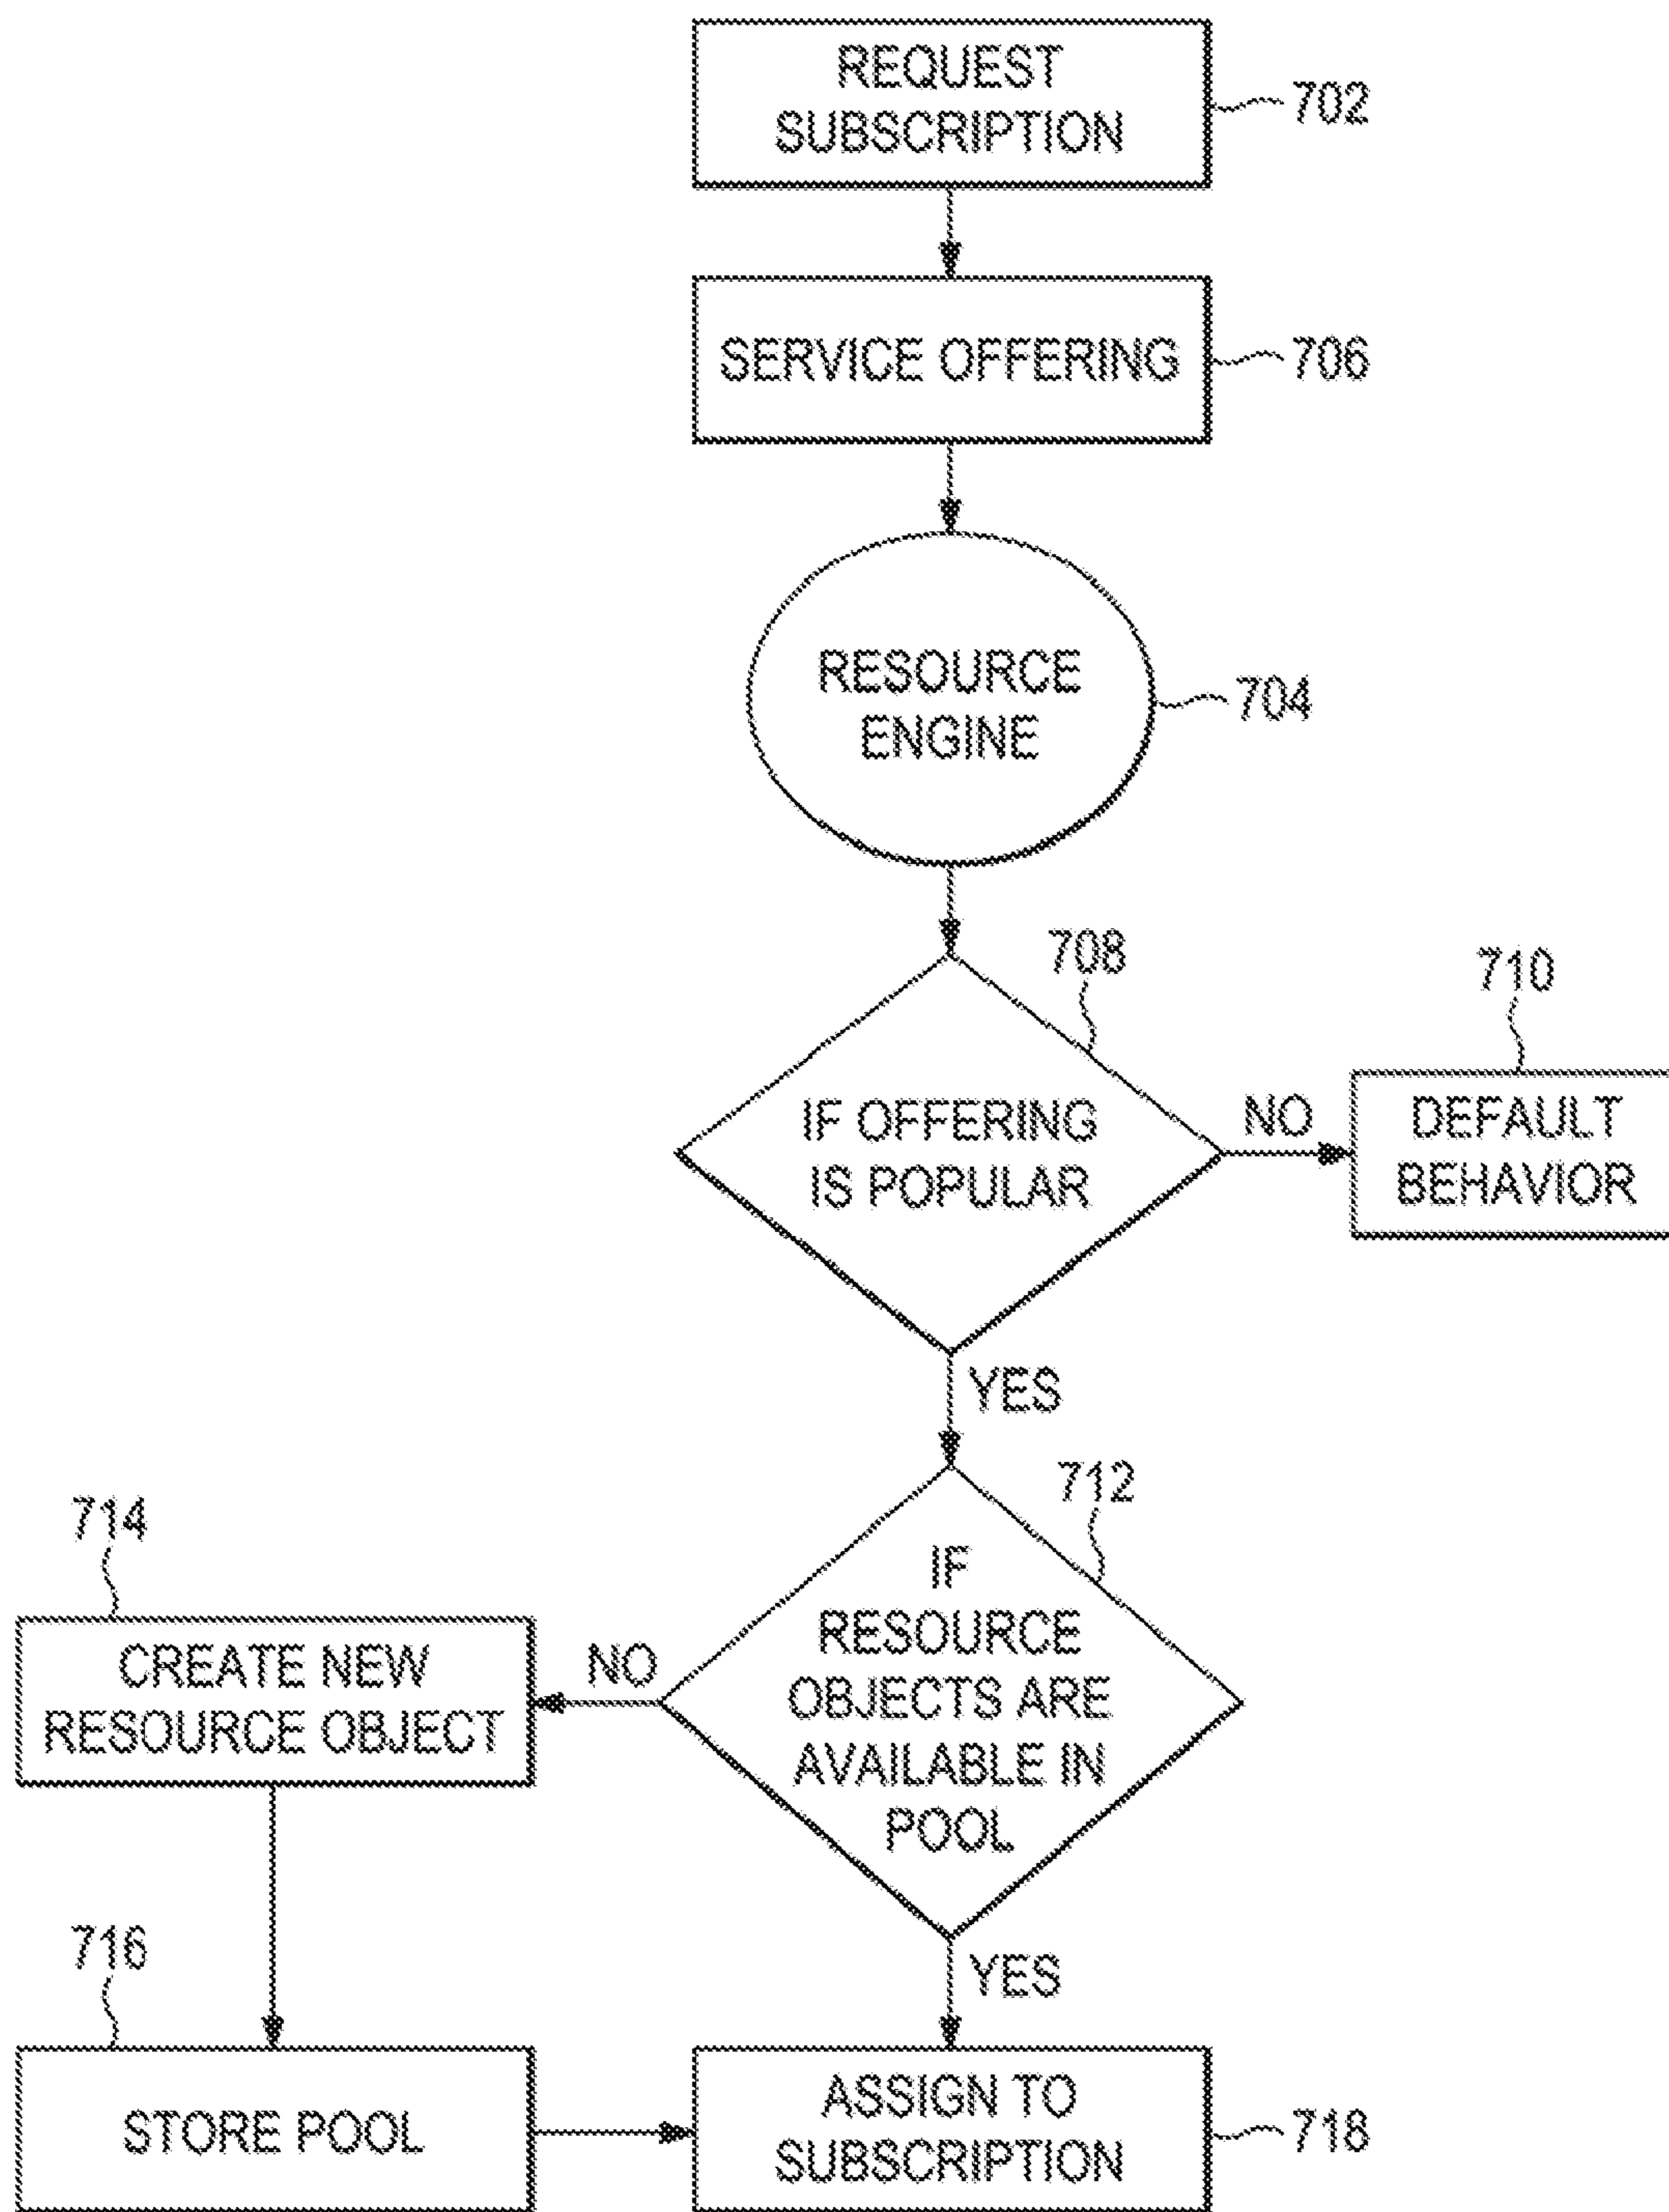 REQUEST
SUBSCRIPTION
702
SERVICE OFFERING
706
RESOURCE
ENGINE
704
708
710
IF OFFERING
IS POPULAR
NO
DEFAULT
BEHAVIOR
YES
712
714
IF
RESOURCE
OBJECTS ARE
AVAILABLE IN
POOL
NO
CREATE NEW
RESOURCE OBJECT
716
YES
STORE POOL
ASSIGN TO
SUBSCRIPTION
718